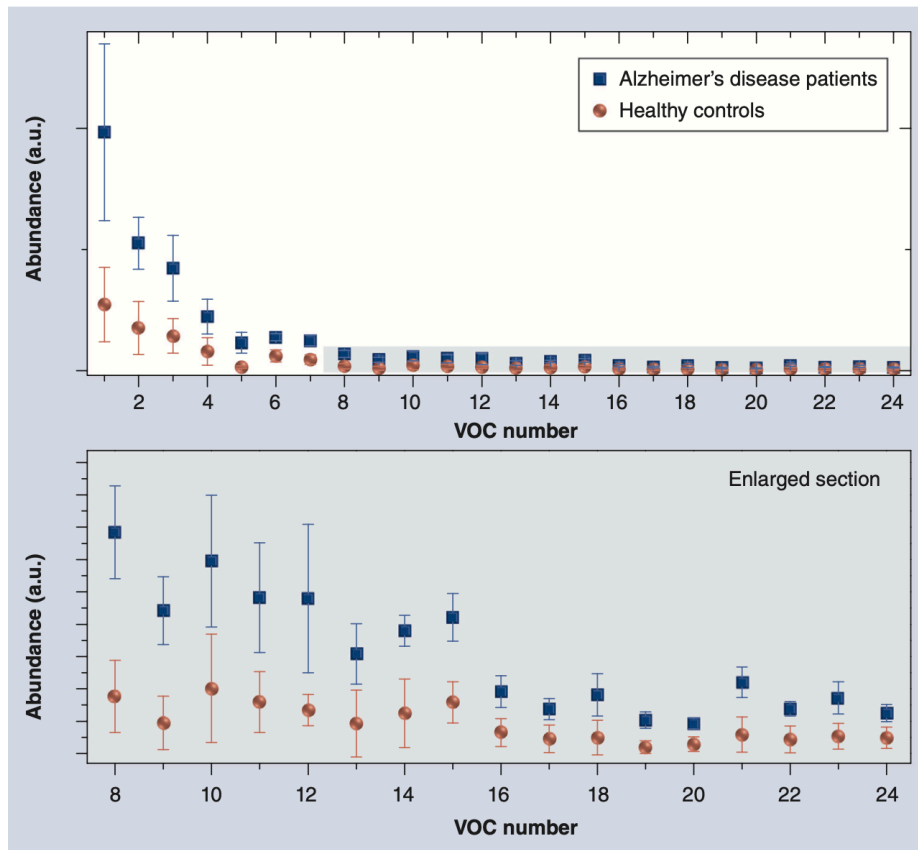 Abundance (a.u.)
Alzheimer's disease patients
Healthy controls
2 4 6 8 10 12 14 16 18 20 22 24
VOC number
Enlarged section
Abundance (a.u.)
8 10 12 14 16 18 20 22 24
VOC number